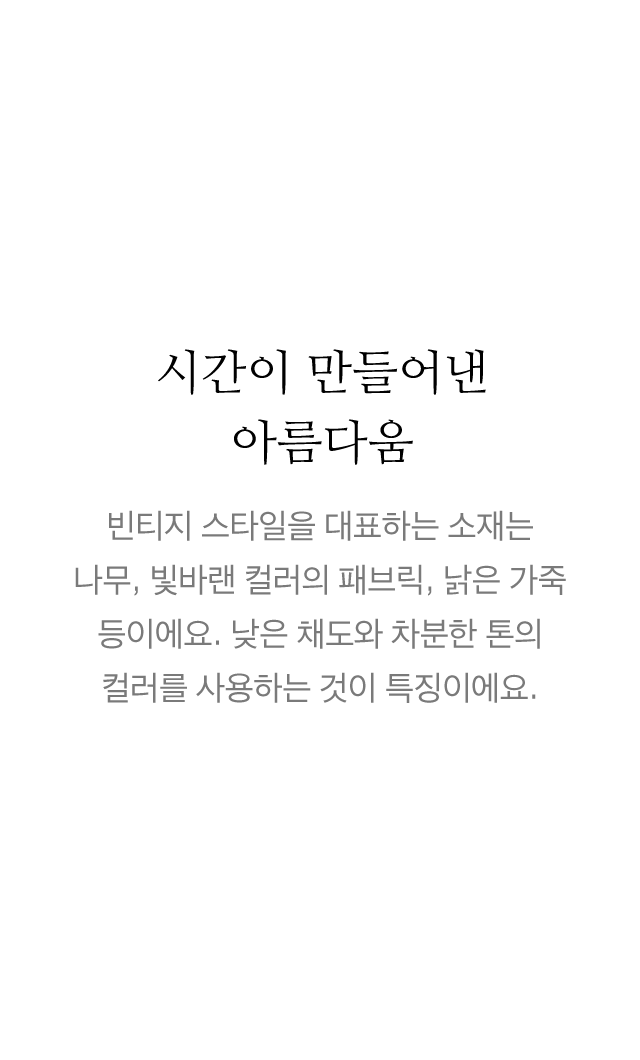 시간이 만들어낸
아름다움
빈티지 스타일을 대표하는 소재는
나무, 빛바랜 컬러의 패브릭, 낡은 가죽
등이에요. 낮은 채도와 차분한 톤의
컬러를 사용하는 것이 특징이에요.